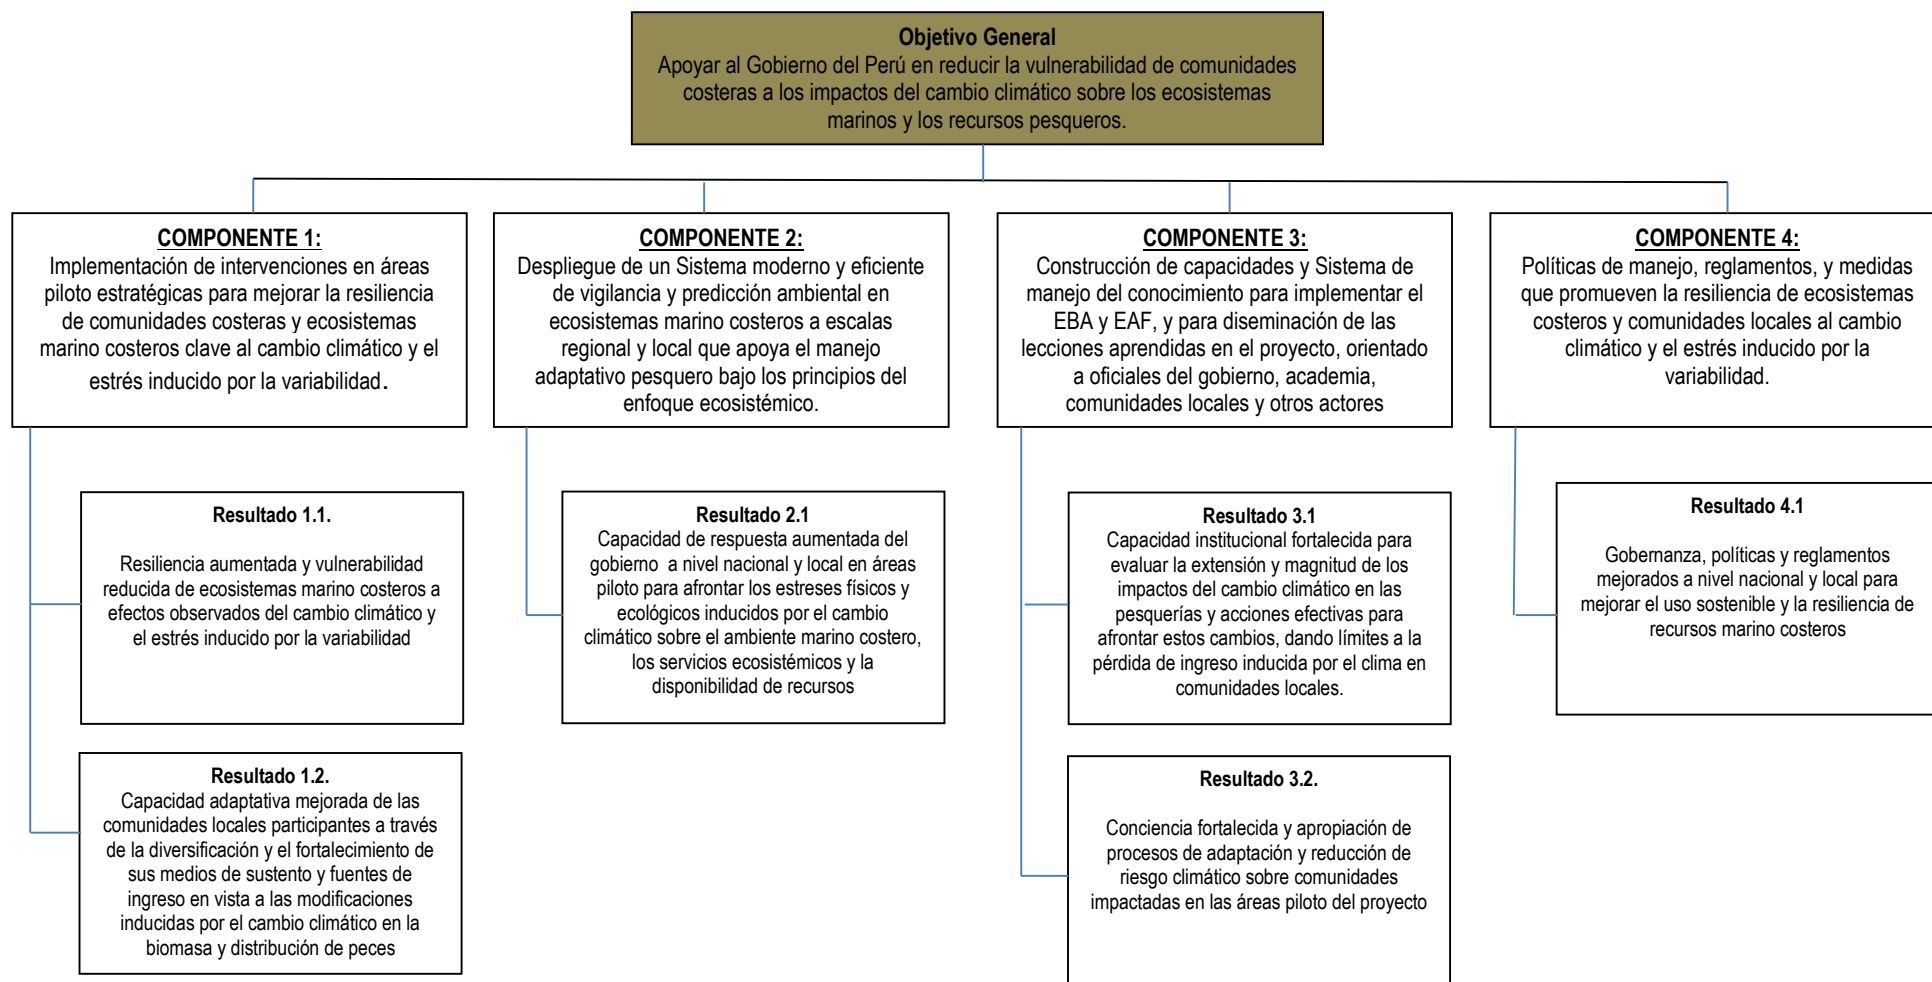 Objetivo General
Apoyar al Gobierno del Perú en reducir la vulnerabilidad de comunidades
costeras a los impactos del cambio climático sobre los ecosistemas
marinos y los recursos pesqueros.
COMPONENTE 1:
Implementación de intervenciones en áreas
piloto estratégicas para mejorar la resiliencia
de comunidades costeras y ecosistemas
marino costeros clave al cambio climático y el
estrés inducido por la variabilidad.
COMPONENTE 2:
Despliegue de un Sistema moderno y eficiente
de vigilancia y predicción ambiental en
ecosistemas marino costeros a escalas
regional y local que apoya el manejo
adaptativo pesquero bajo los principios del
enfoque ecosistémico.
COMPONENTE 3:
Construcción de capacidades y Sistema de
manejo del conocimiento para implementar el
EBA y EAF, y para diseminación de las
lecciones aprendidas en el proyecto, orientado
a oficiales del gobierno, academia,
comunidades locales y otros actores
COMPONENTE 4:
Políticas de manejo, reglamentos, y medidas
que promueven la resiliencia de ecosistemas
costeros y comunidades locales al cambio
climático y el estrés inducido por la
variabilidad.
Resultado 1.1.
Resiliencia aumentada y vulnerabilidad
reducida de ecosistemas marino costeros a
efectos observados del cambio climático y
el estrés inducido por la variabilidad
Resultado 2.1
Capacidad de respuesta aumentada del
gobierno a nivel nacional y local en áreas
piloto para afrontar los estreses físicos y
ecológicos inducidos por el cambio
climático sobre el ambiente marino costero,
los servicios ecosistémicos y la
disponibilidad de recursos
Resultado 3.1
Capacidad institucional fortalecida para
evaluar la extensión y magnitud de los
impactos del cambio climático en las
pesquerías y acciones efectivas para
afrontar estos cambios, dando límites a la
pérdida de ingreso inducida por el clima en
comunidades locales.
Resultado 4.1
Gobernanza, políticas y reglamentos
mejorados a nivel nacional y local para
mejorar el uso sostenible y la resiliencia de
recursos marino costeros
Resultado 1.2.
Capacidad adaptativa mejorada de las
comunidades locales participantes a través
de la diversificación y el fortalecimiento de
sus medios de sustento y fuentes de
ingreso en vista a las modificaciones
inducidas por el cambio climático en la
biomasa y distribución de peces
Resultado 3.2.
Conciencia fortalecida y apropiación de
procesos de adaptación y reducción de
riesgo climático sobre comunidades
impactadas en las áreas piloto del proyecto